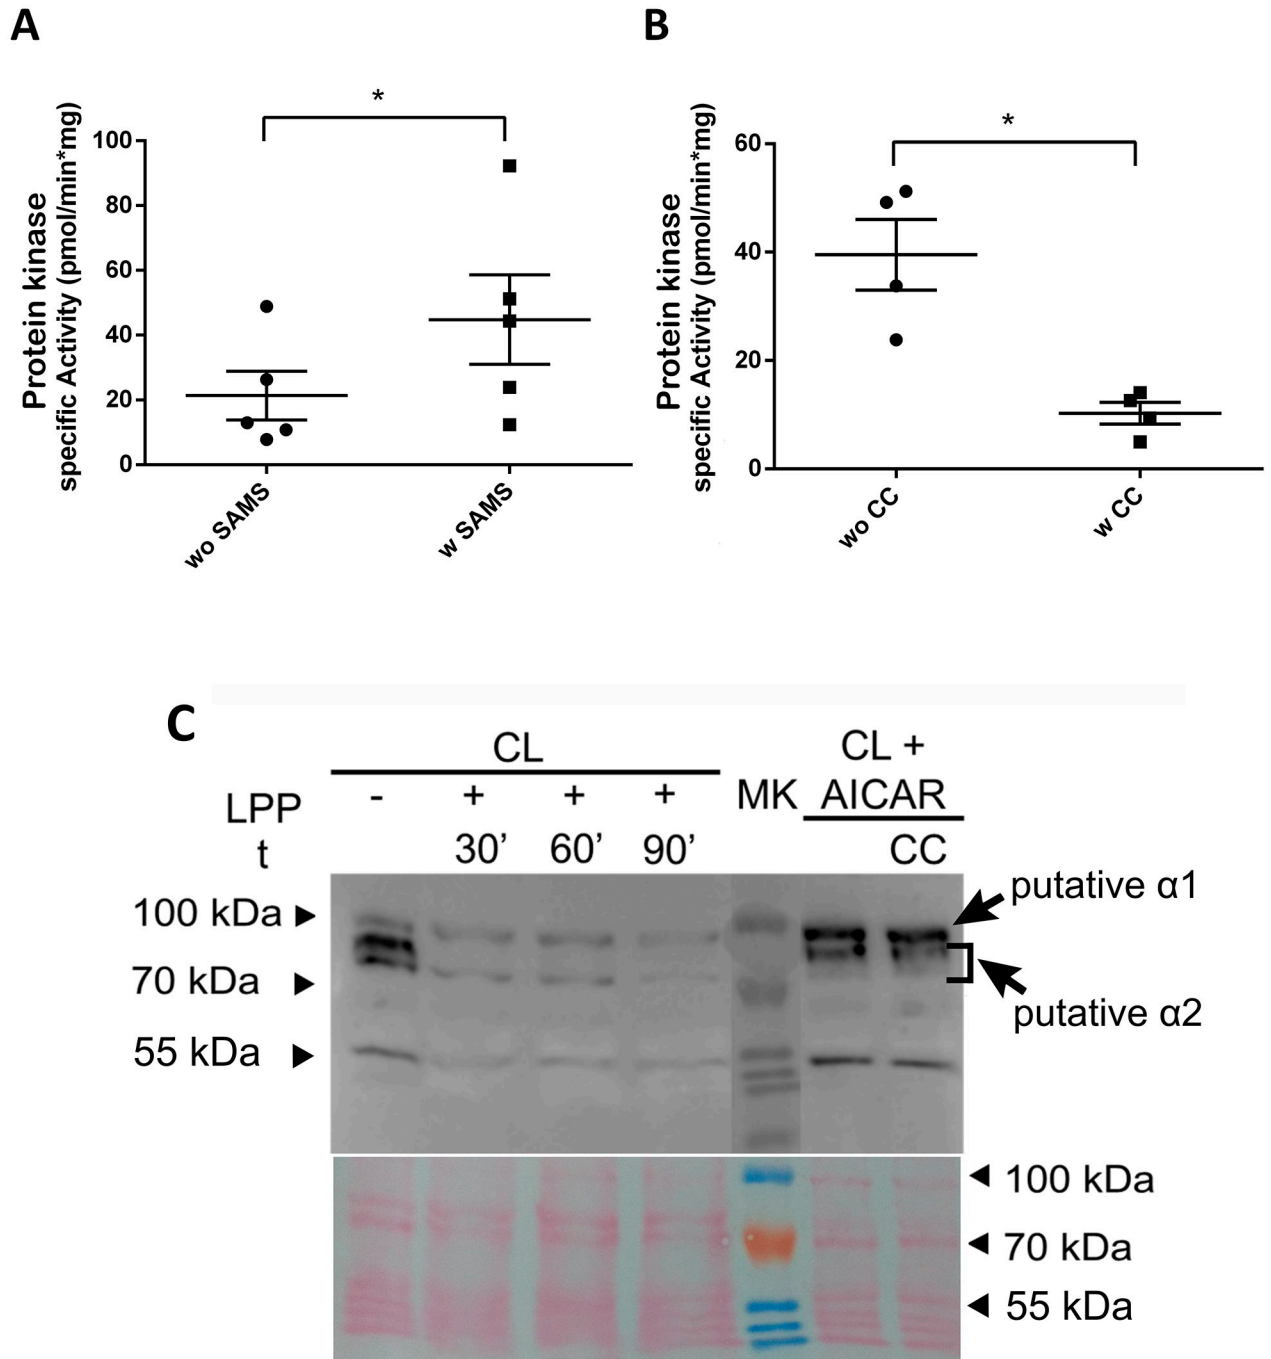 A
*
Protein kinase
specific Activity (pmol/min*mg)
100
80
60
40
20
0
wo SAMS
w SAMS
B
*
Protein kinase
specific Activity (pmol/min*mg)
60
40
20
0
wo CC
w CC
C
CL
CL +
LPP - + + + MK AICAR
t 30’ 60’ 90’ CC
100 kDa
70 kDa
55 kDa
putative α1
putative α2
100 kDa
70 kDa
55 kDa